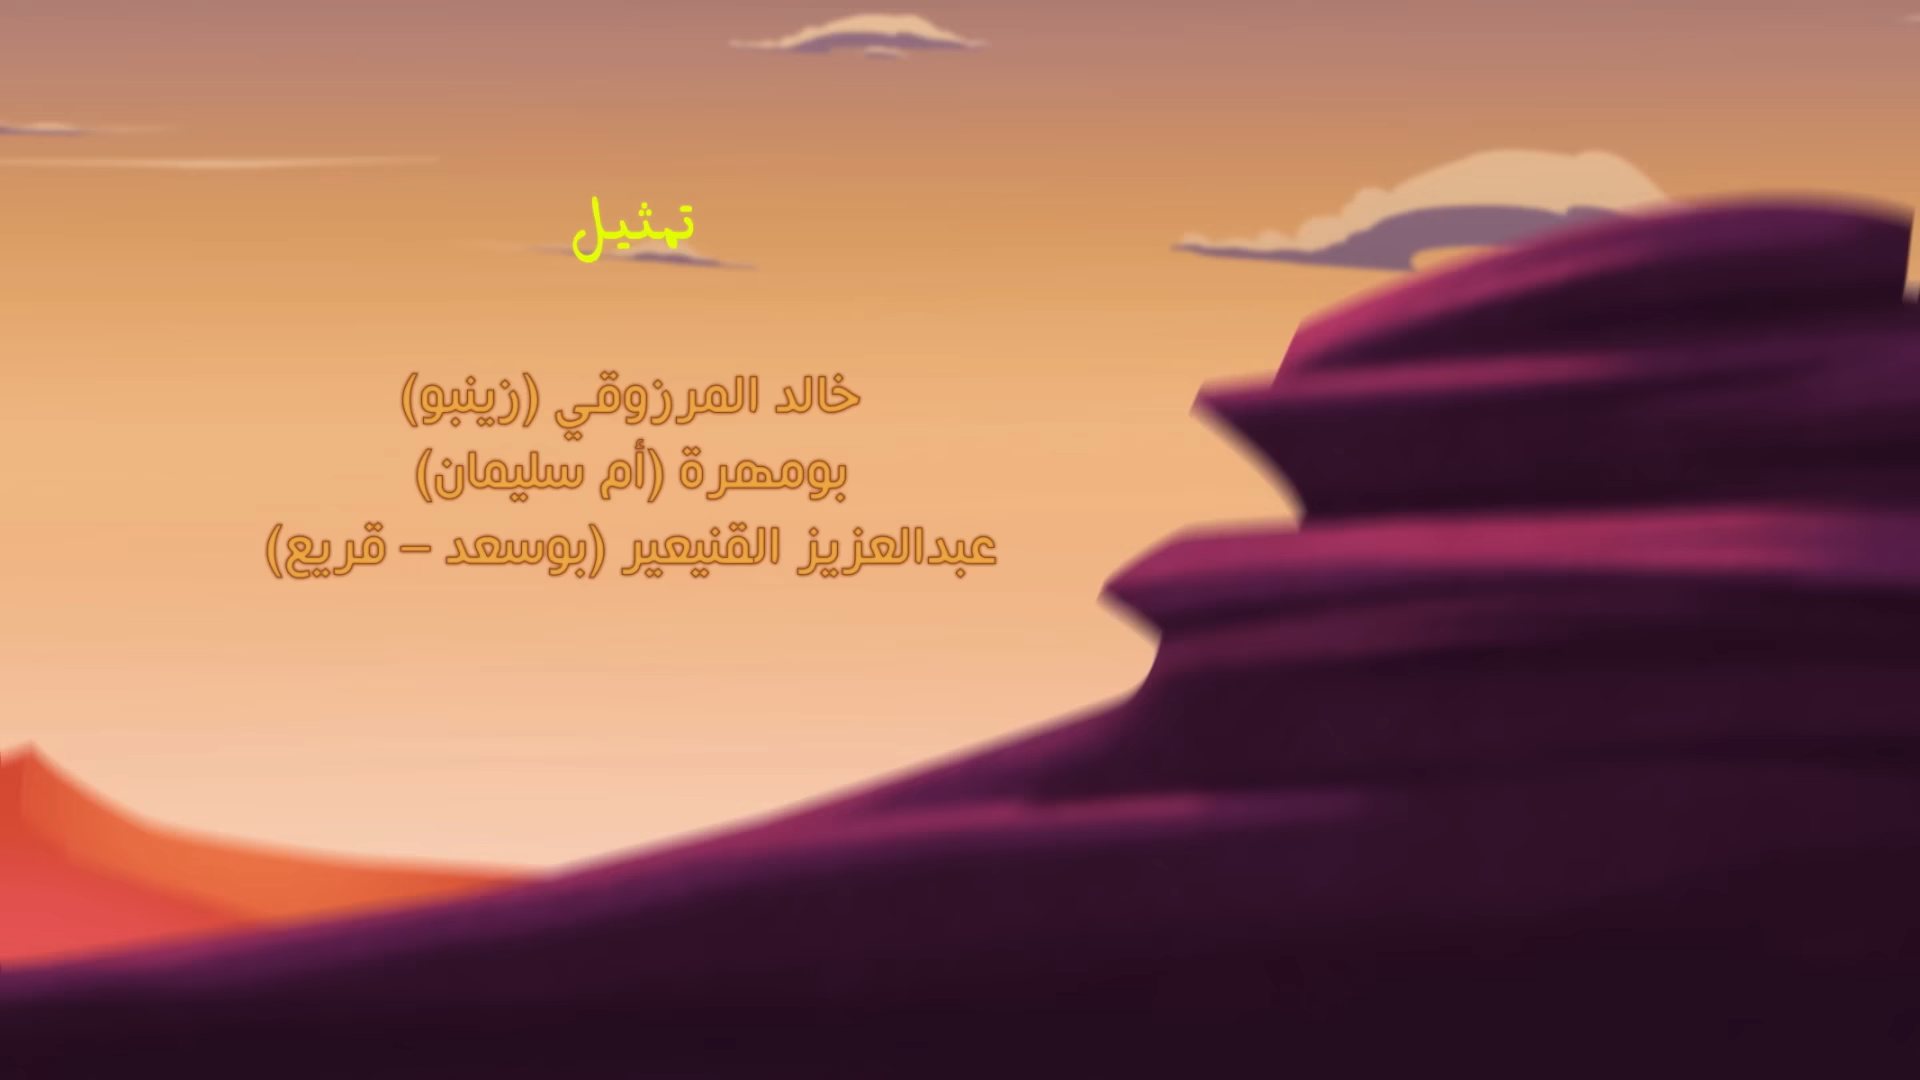 تمثيل
خالد المرزوقي (زينبو)
بومهرة (أم سليمان)
عبدالعزيز القنيعير (بوسعد – قريع)